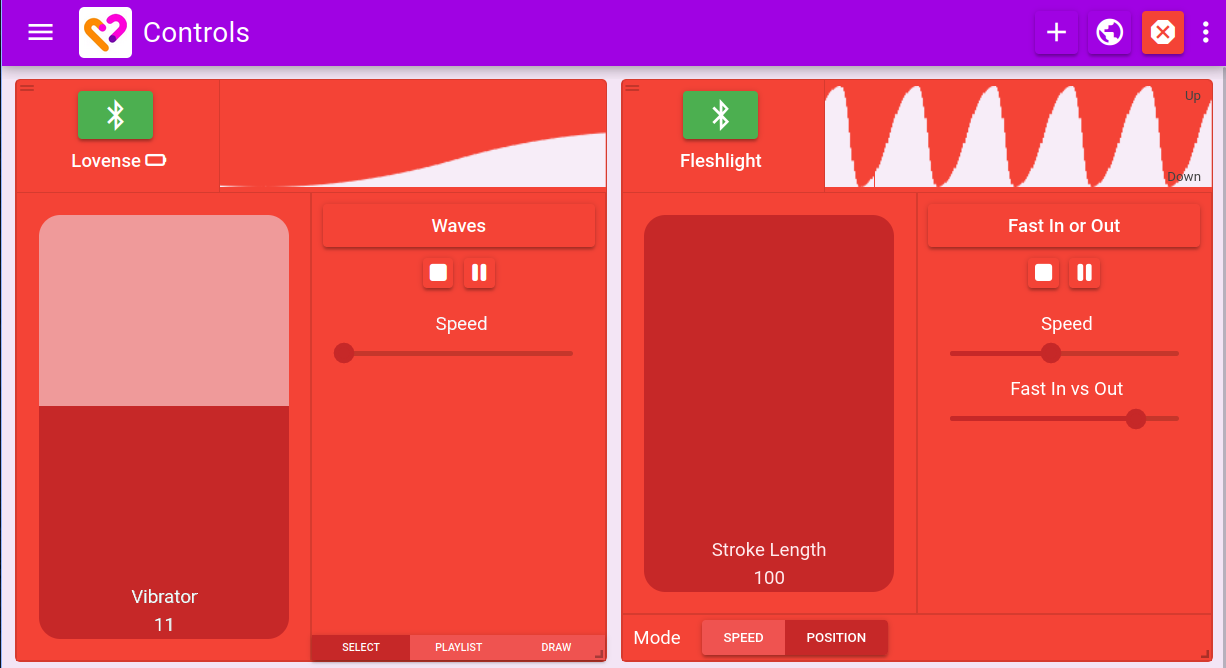 Controls
Lovense
Vibrator
11
Waves
Speed
SELECT
PLAYLIST
DRAW
Fleshlight
Up
Down
Stroke Length
100
Fast In or Out
Speed
Fast In vs Out
Mode
SPEED
POSITION